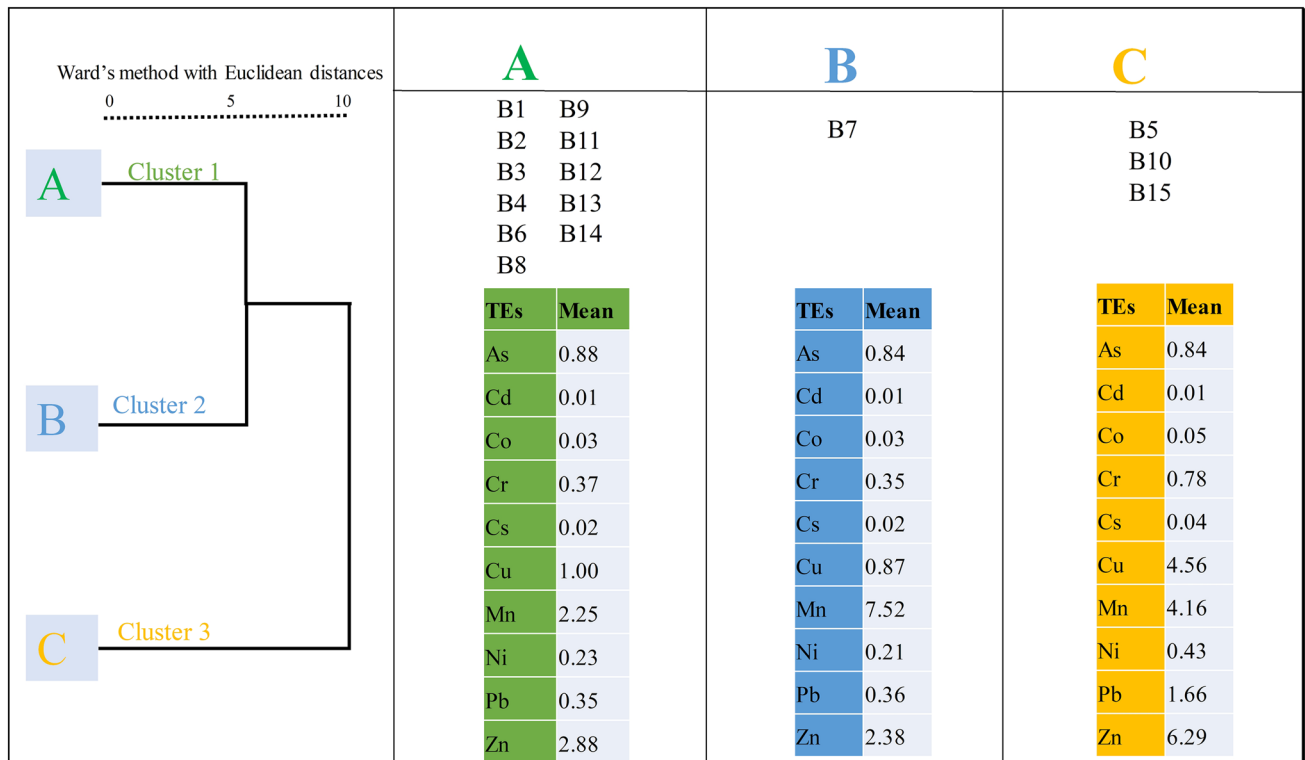 Ward's method with Euclidean distances
0 5 10
A
Cluster 1
B
Cluster 2
C
Cluster 3
A
B1 B9
B2 B11
B3 B12
B4 B13
B6 B14
B8
TEs Mean
As 0.88
Cd 0.01
Co 0.03
Cr 0.37
Cs 0.02
Cu 1.00
Mn 2.25
Ni 0.23
Pb 0.35
Zn 2.88
B
B7
TEs Mean
As 0.84
Cd 0.01
Co 0.03
Cr 0.35
Cs 0.02
Cu 0.87
Mn 7.52
Ni 0.21
Pb 0.36
Zn 2.38
C
B5
B10
B15
TEs Mean
As 0.84
Cd 0.01
Co 0.05
Cr 0.78
Cs 0.04
Cu 4.56
Mn 4.16
Ni 0.43
Pb 1.66
Zn 6.29